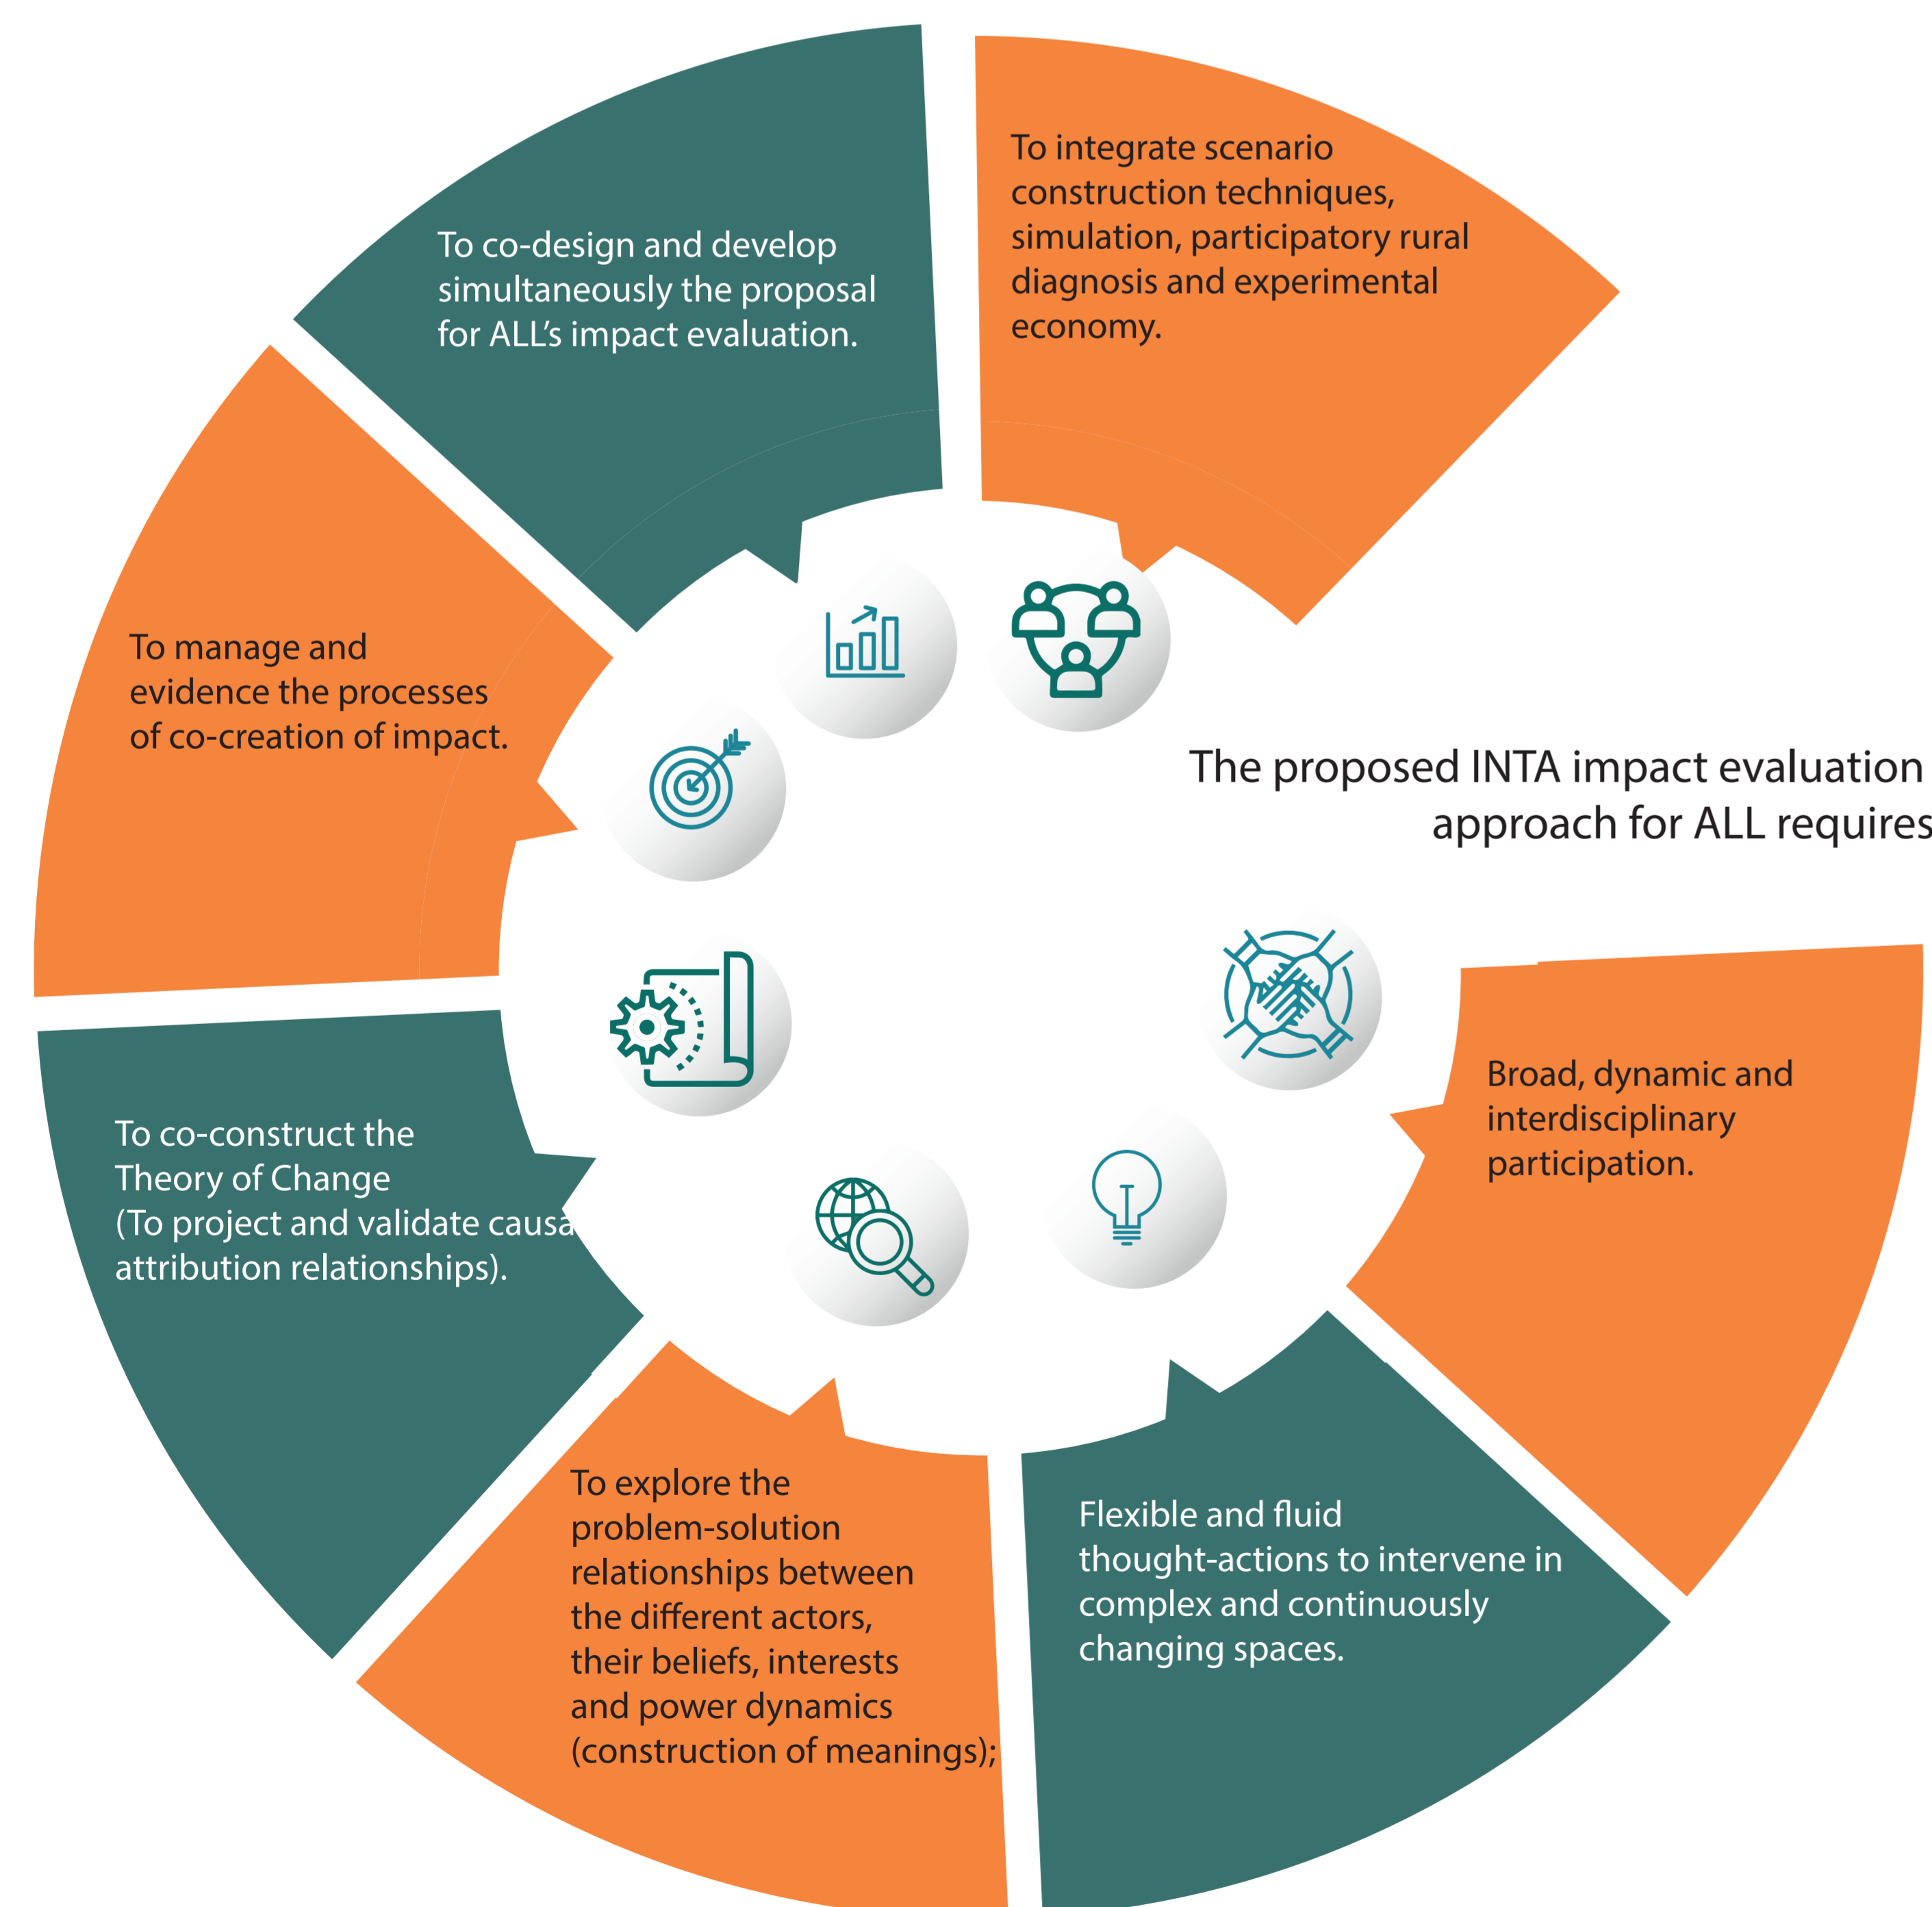 The proposed INTA impact evaluation
approach for ALL requires
Broad, dynamic and
interdisciplinary
participation.
Flexible and fluid
thought-actions to intervene in
complex and continuously
changing spaces.
To explore the
problem-solution
relationships between
the different actors,
their beliefs, interests
and power dynamics
(construction of meanings);
To co-construct the
Theory of Change
(To project and validate causa
attribution relationships).
To manage and
evidence the processes
of co-creation of impact.
To co-design and develop
simultaneously the proposal
for ALL’s impact evaluation.
To integrate scenario
construction techniques,
simulation, participatory rural
diagnosis and experimental
economy.